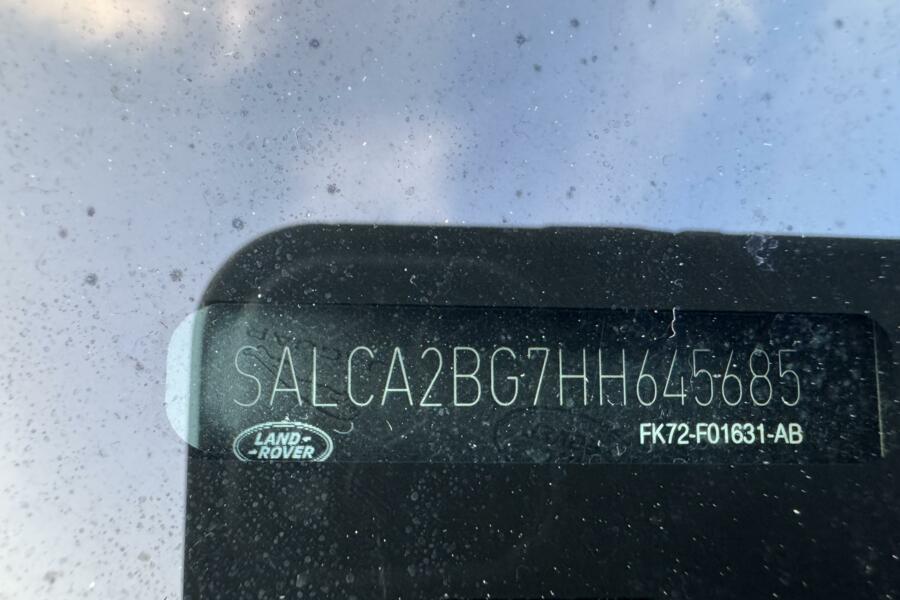 SALCA2BG7HH645685
LAND-
-ROVER
FK72-F01631-AB